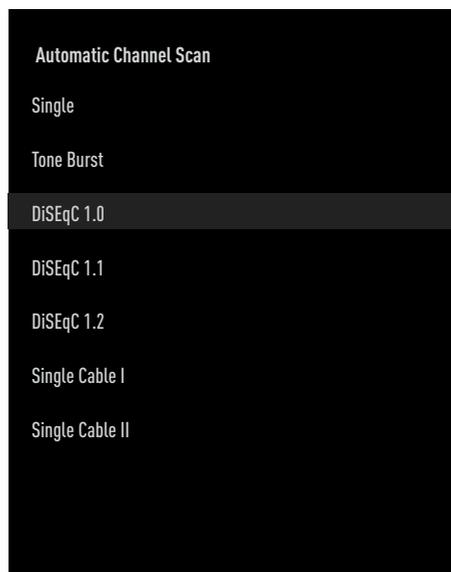 Automatic Channel Scan
Single
Tone Burst
DiSEqC 1.0
DiSEqC 1.1
DiSEqC 1.2
Single Cable I
Single Cable II